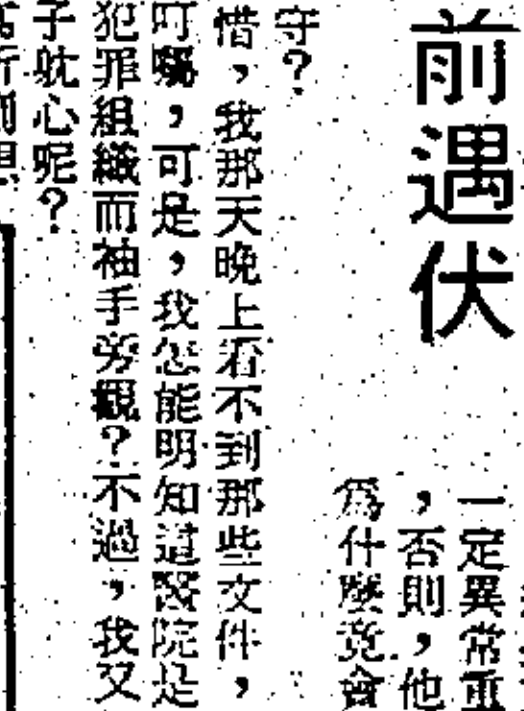 前遇伏
一定異常重
，否則，他
爲什麼竟會
守？
惜，我那天晚上看不到那些文件，
叮囑，可是，我怎能明知道醫院是
犯罪組織而袖手旁觀？不過，我又
子躭心呢？